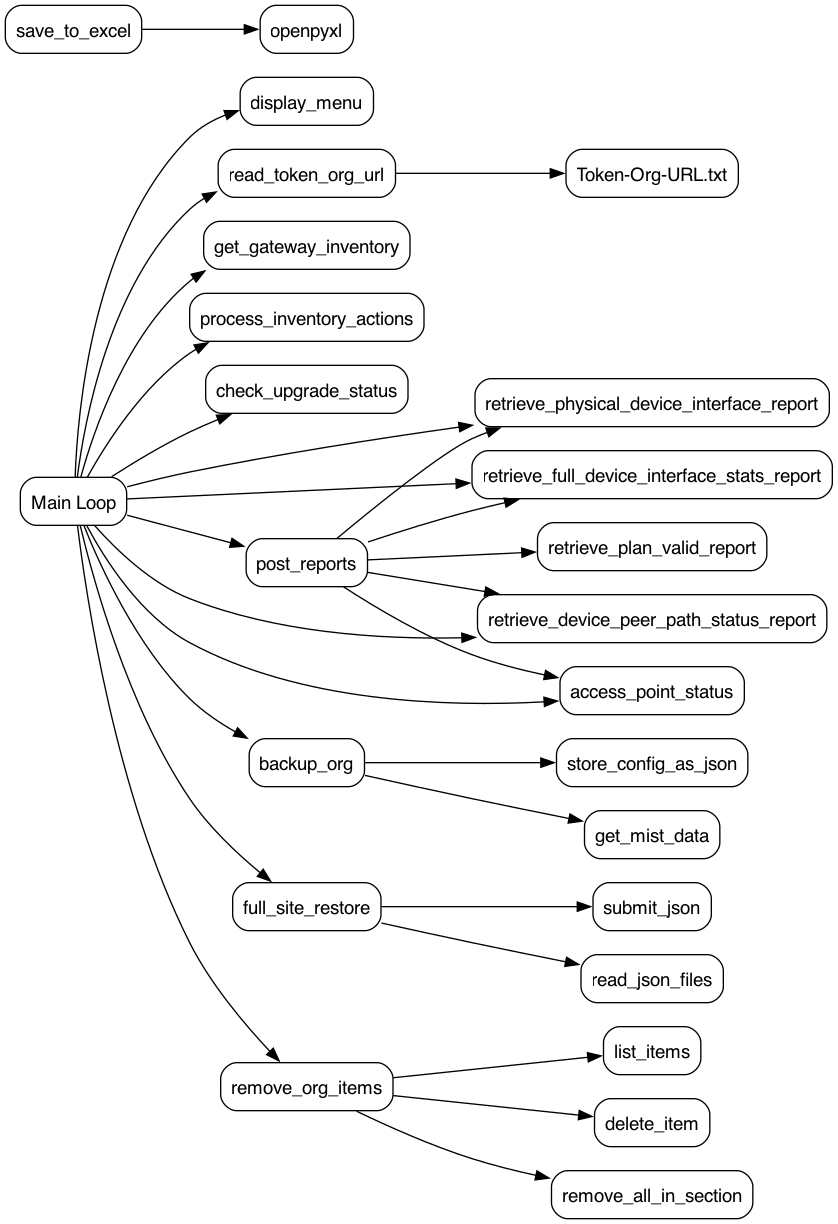 save_to_excel
openpyxl
display_menu
read_token_org_url
Token-Org-URL.txt
get_gateway_inventory
process_inventory_actions
check_upgrade_status
retrieve_physical_device_interface_report
retrieve_full_device_interface_stats_report
Main Loop
post_reports
retrieve_plan_valid_report
retrieve_device_peer_path_status_report
access_point_status
backup_org
store_config_as_json
get_mist_data
full_site_restore
submit_json
read_json_files
list_items
remove_org_items
delete_item
remove_all_in_section